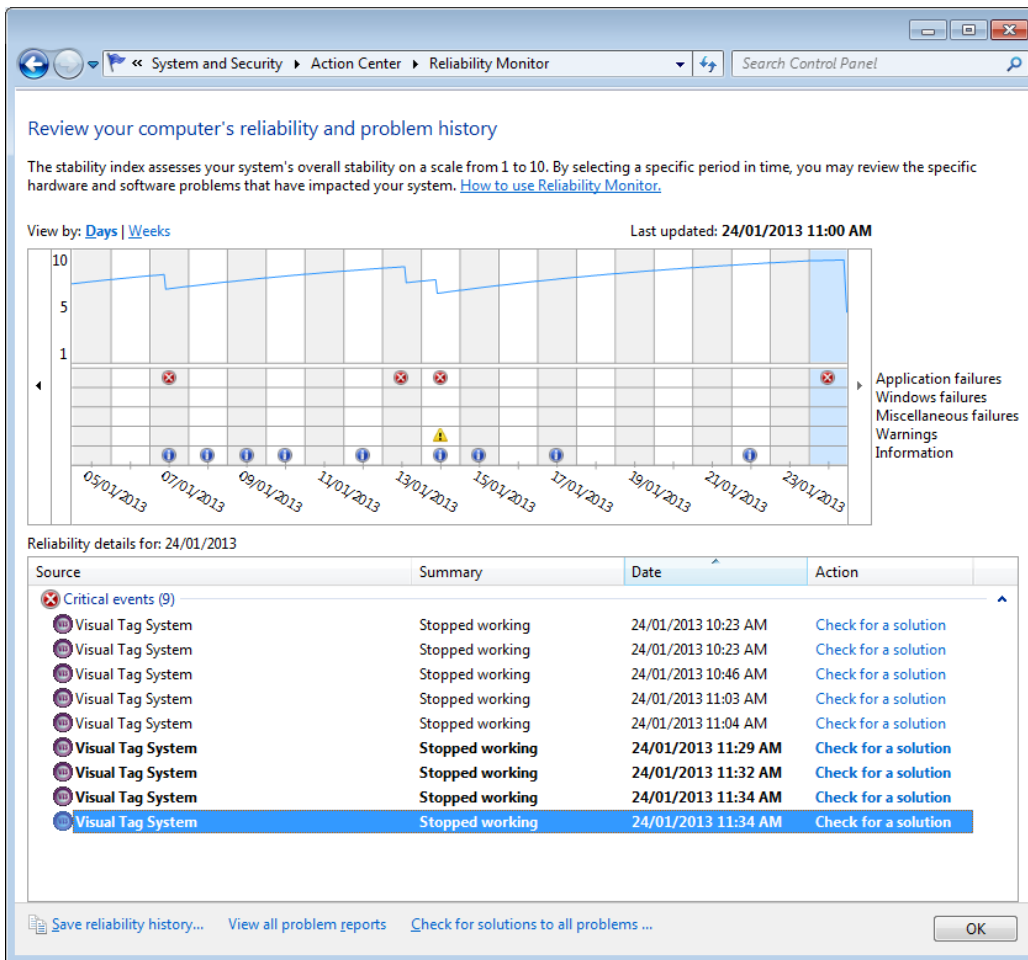 « System and Security ▸ Action Center ▸ Reliability Monitor
Search Control Panel
Review your computer's reliability and problem history
The stability index assesses your system's overall stability on a scale from 1 to 10. By selecting a specific period in time, you may review the specific
hardware and software problems that have impacted your system. How to use Reliability Monitor.
View by: Days | Weeks
Last updated: 24/01/2013 11:00 AM
10
5
1
Application failures
Windows failures
Miscellaneous failures
Warnings
Information
05/01/2013 07/01/2013 09/01/2013 11/01/2013 13/01/2013 15/01/2013 17/01/2013 19/01/2013 21/01/2013 23/01/2013
Reliability details for: 24/01/2013
Source Summary Date Action
Critical events (9)
Visual Tag System Stopped working 24/01/2013 10:23 AM Check for a solution
Visual Tag System Stopped working 24/01/2013 10:23 AM Check for a solution
Visual Tag System Stopped working 24/01/2013 10:46 AM Check for a solution
Visual Tag System Stopped working 24/01/2013 11:03 AM Check for a solution
Visual Tag System Stopped working 24/01/2013 11:04 AM Check for a solution
Visual Tag System Stopped working 24/01/2013 11:29 AM Check for a solution
Visual Tag System Stopped working 24/01/2013 11:32 AM Check for a solution
Visual Tag System Stopped working 24/01/2013 11:34 AM Check for a solution
Visual Tag System Stopped working 24/01/2013 11:34 AM Check for a solution
Save reliability history... View all problem reports Check for solutions to all problems ...
OK